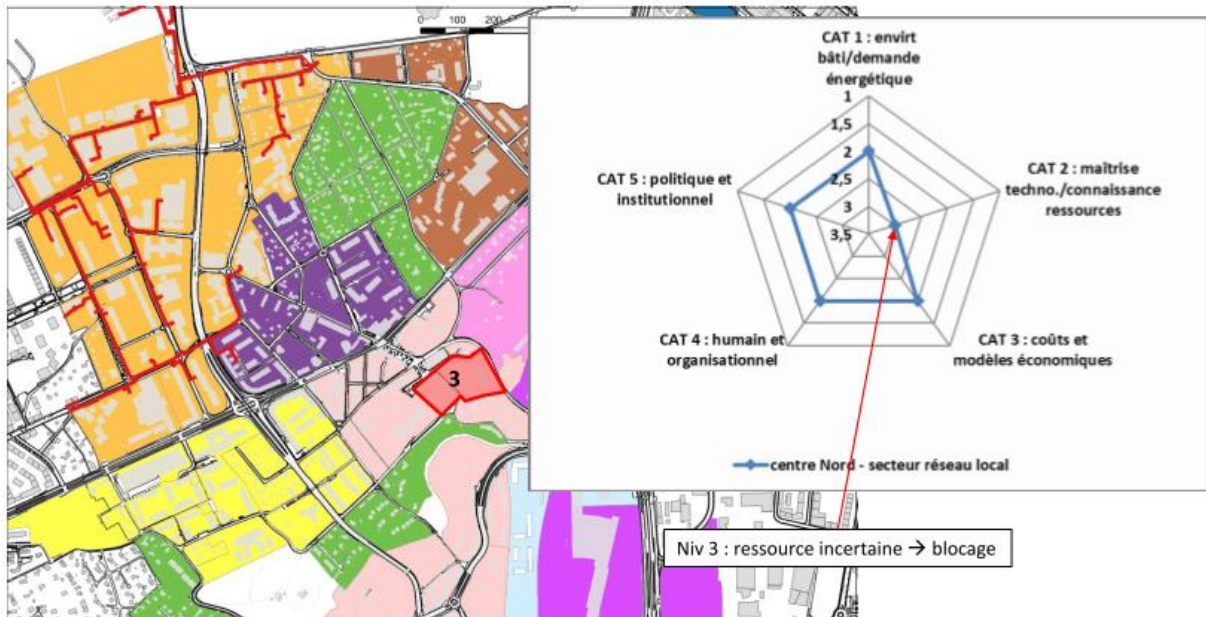 0
100
200
CAT 1 : envirt
bâti/demande
énergétique
1
1,5
2
2,5
3
3,5
CAT 2 : maîtrise
techno./connaissance
ressources
CAT 5 : politique et
institutionnel
CAT 4 : humain et
organisationnel
CAT 3 : coûts et
modèles économiques
centre Nord - secteur réseau local
3
Niv 3 : ressource incertaine → blocage